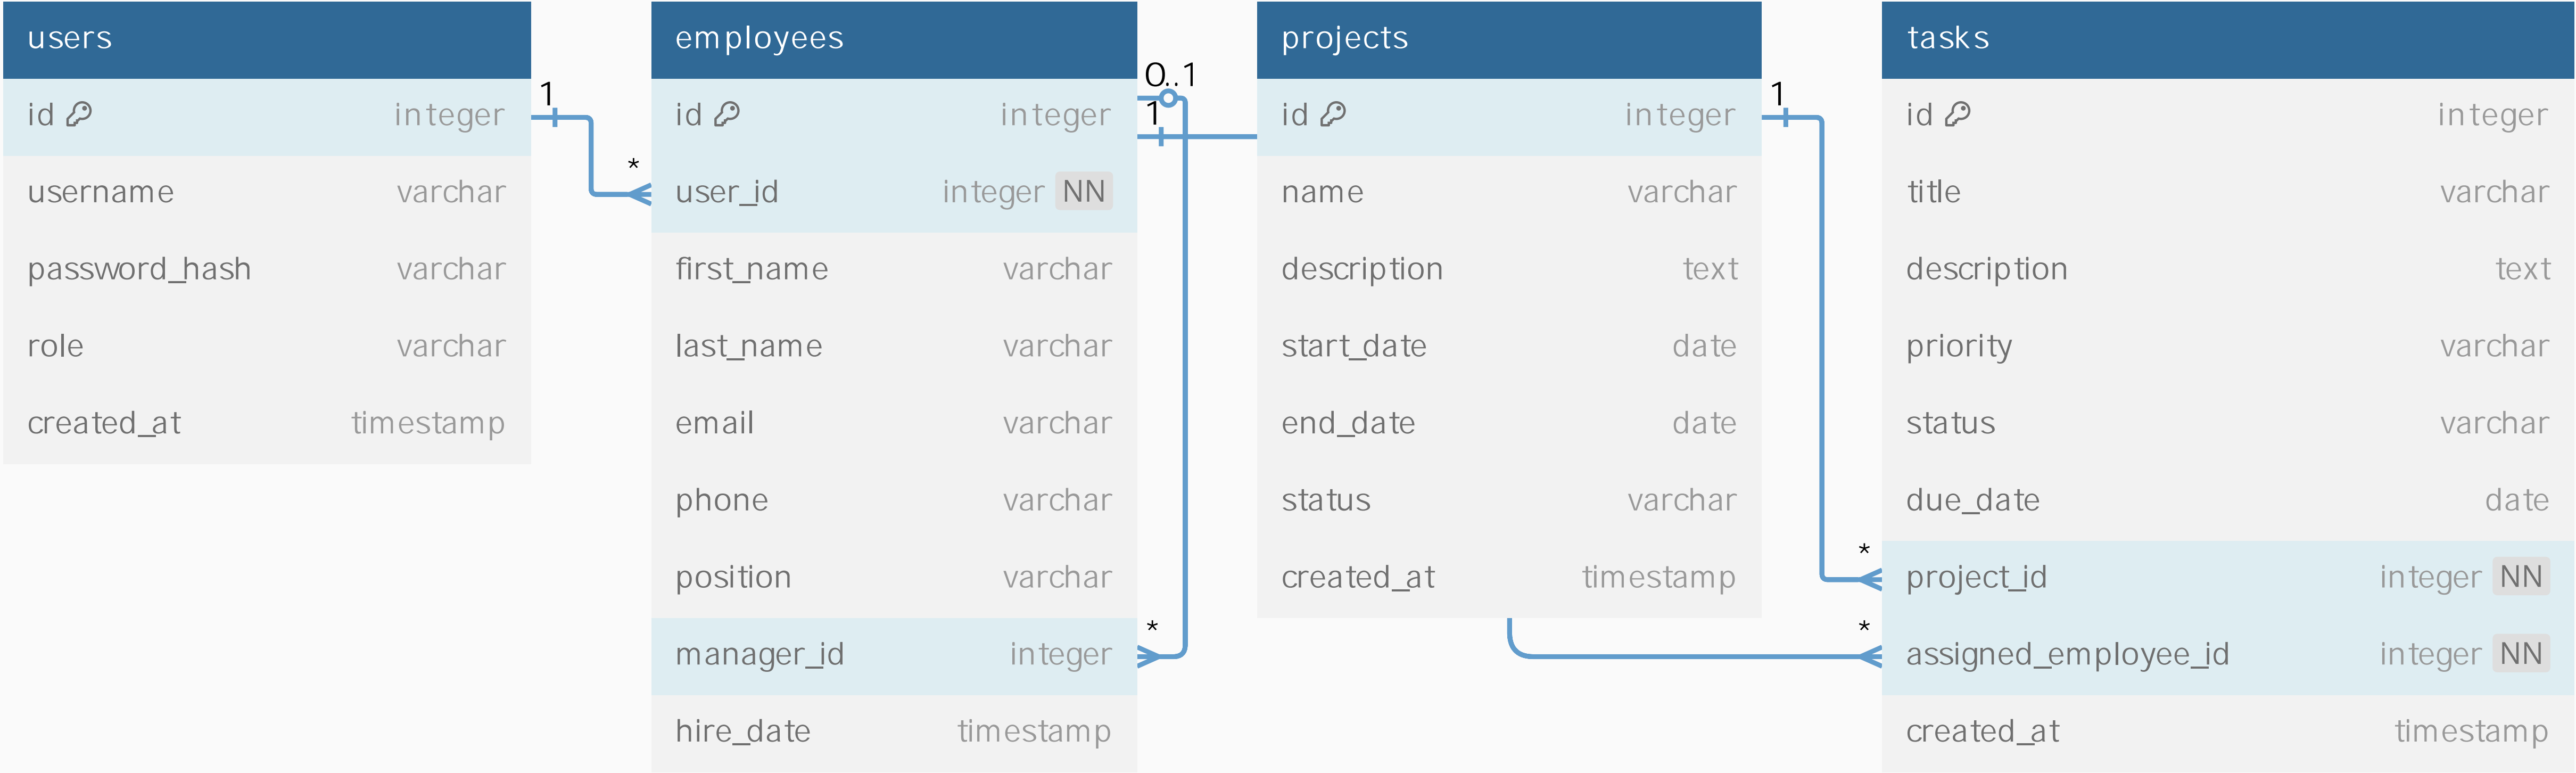 users
id integer
username varchar
password_hash varchar
role varchar
created_at timestamp
1
*
employees
id integer
user_id integer NN
first_name varchar
last_name varchar
email varchar
phone varchar
position varchar
manager_id integer
hire_date timestamp
0..1
1
*
projects
id integer
name varchar
description text
start_date date
end_date date
status varchar
created_at timestamp
1
*
*
tasks
id integer
title varchar
description text
priority varchar
status varchar
due_date date
project_id integer NN
assigned_employee_id integer NN
created_at timestamp